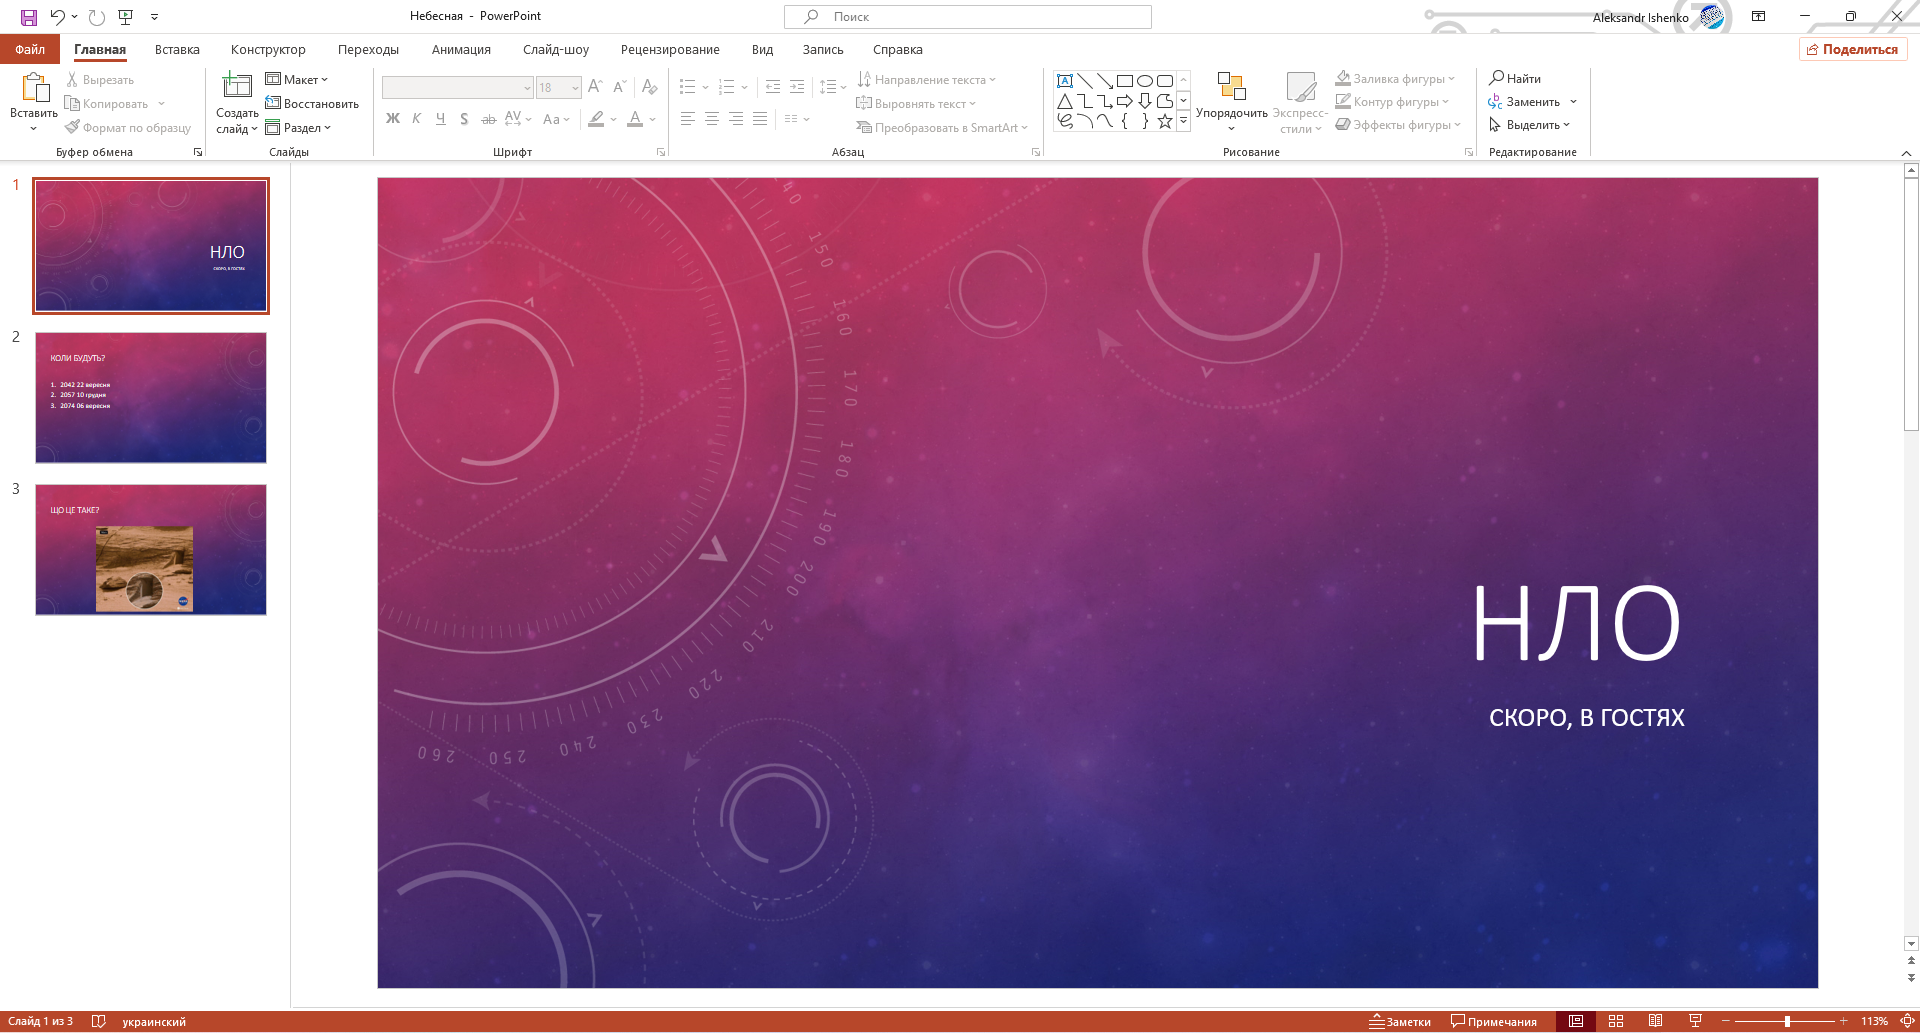 Небесная - PowerPoint
Поиск
Aleksandr Ishenko
Файл
Главная
Вставка
Конструктор
Переходы
Анимация
Слайд-шоу
Рецензирование
Вид
Запись
Справка
Поделиться
Вставить
Вырезать
Копировать
Формат по образцу
Буфер обмена
Создать
слайд
Макет
Восстановить
Раздел
Слайды
18
Ж К Ч S ab AV Aa А
Шрифт
Направление текста
Выровнять текст
Преобразовать в SmartArt
Абзац
Упорядочить
Экспресс-
стили
Заливка фигуры
Контур фигуры
Эффекты фигуры
Рисование
Найти
Заменить
Выделить
Редактирование
1
НЛО
СКОРО, В ГОСТЯХ
2
КОЛИ БУДУТЬ?
1. 2042 22 вересня
2. 2057 10 грудня
3. 2074 06 вересня
3
ЩО ЦЕ ТАКЕ?
140
150
160
170
180
190
200
210
220
230
240
250
260
НЛО
СКОРО, В ГОСТЯХ
Слайд 1 из 3
украинский
Заметки
Примечания
113%